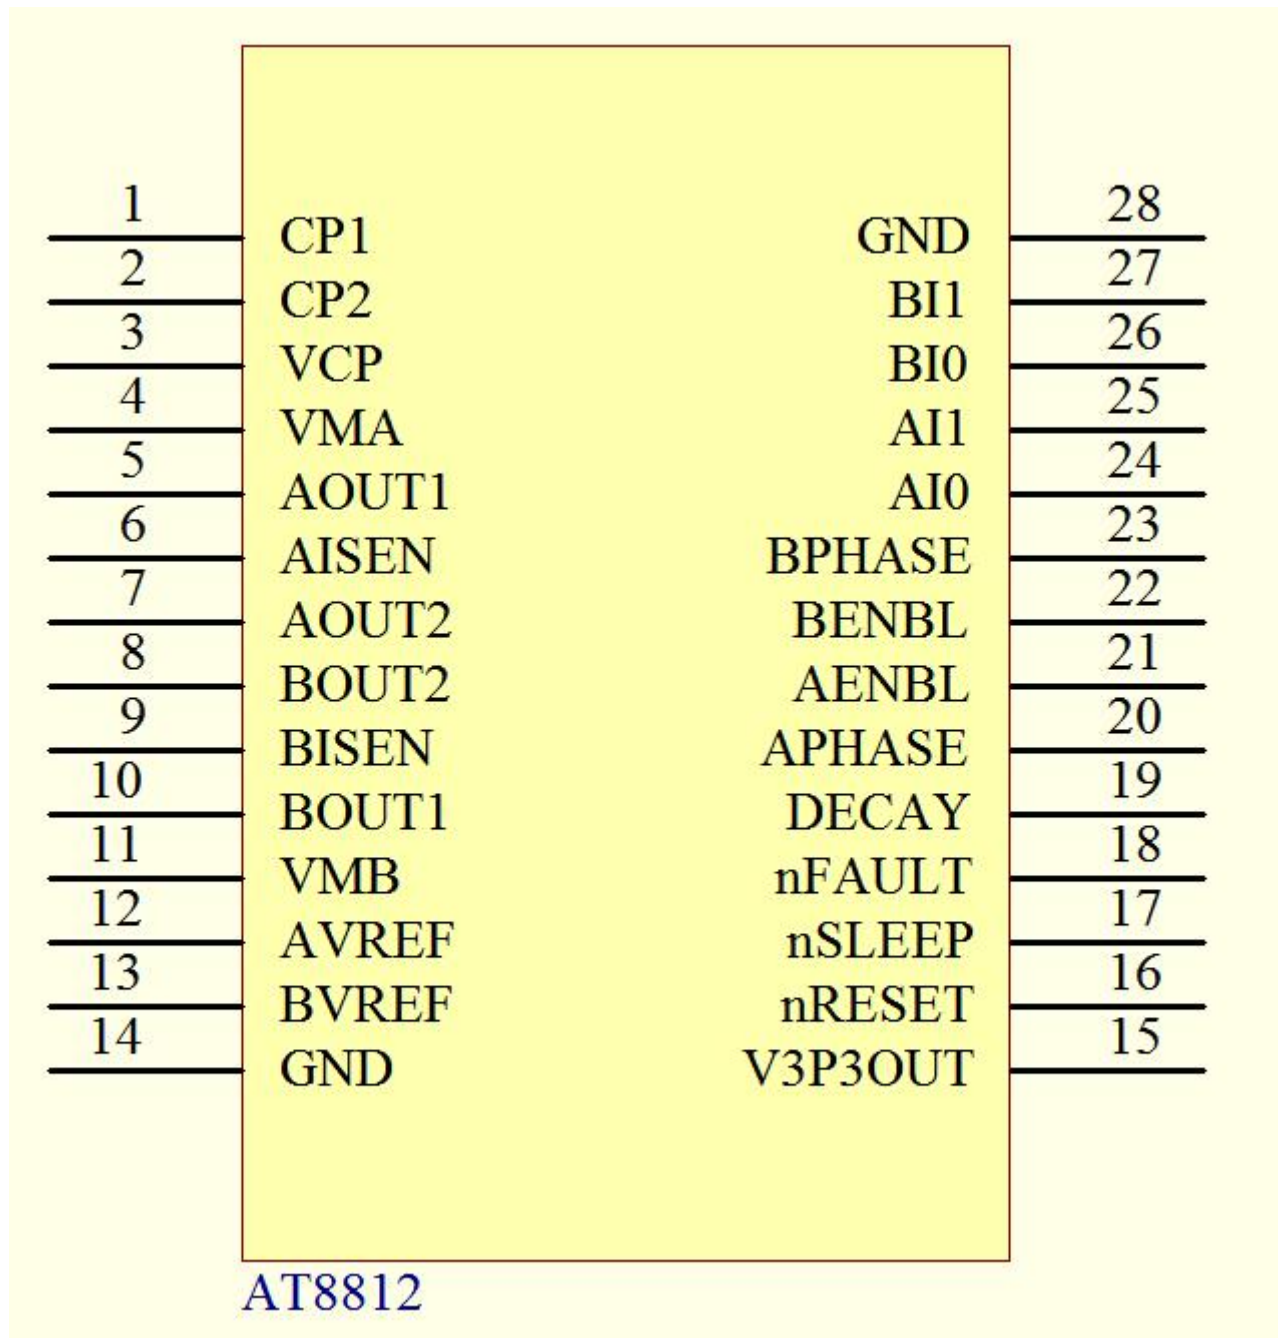 1 CP1 GND 28
2 CP2 BI1 27
3 VCP BI0 26
4 VMA AI1 25
5 AOUT1 AI0 24
6 AISEN BPHASE 23
7 AOUT2 BENBL 22
8 BOUT2 AENBL 21
9 BISEN APHASE 20
10 BOUT1 DECAY 19
11 VMB nFAULT 18
12 AVREF nSLEEP 17
13 BVREF nRESET 16
14 GND V3P3OUT 15
AT8812